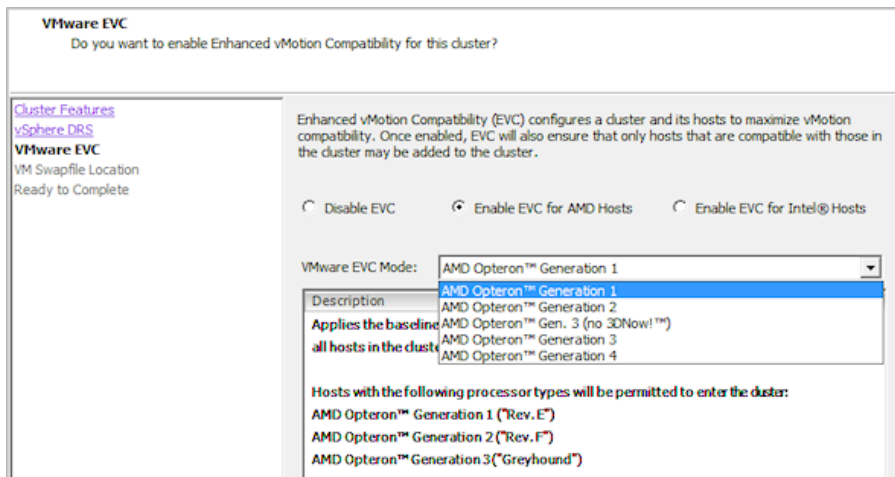 VMware EVC
Do you want to enable Enhanced vMotion Compatibility for this cluster?
Cluster Features
vSphere DRS
VMware EVC
VM Swapfile Location
Ready to Complete
Enhanced vMotion Compatibility (EVC) configures a cluster and its hosts to maximize vMotion
compatibility. Once enabled, EVC will also ensure that only hosts that are compatible with those in
the cluster may be added to the cluster.
Disable EVC
Enable EVC for AMD Hosts
Enable EVC for Intel® Hosts
VMware EVC Mode:
AMD Opteron™ Generation 1
AMD Opteron™ Generation 1
AMD Opteron™ Generation 2
AMD Opteron™ Gen. 3 (no 3DNow!™)
AMD Opteron™ Generation 3
AMD Opteron™ Generation 4
Description
Applies the baseline
all hosts in the
Hosts with the following processor types will be permitted to enter the cluster:
AMD Opteron™ Generation 1 ("Rev. E")
AMD Opteron™ Generation 2 ("Rev. F")
AMD Opteron™ Generation 3 ("Greyhound")